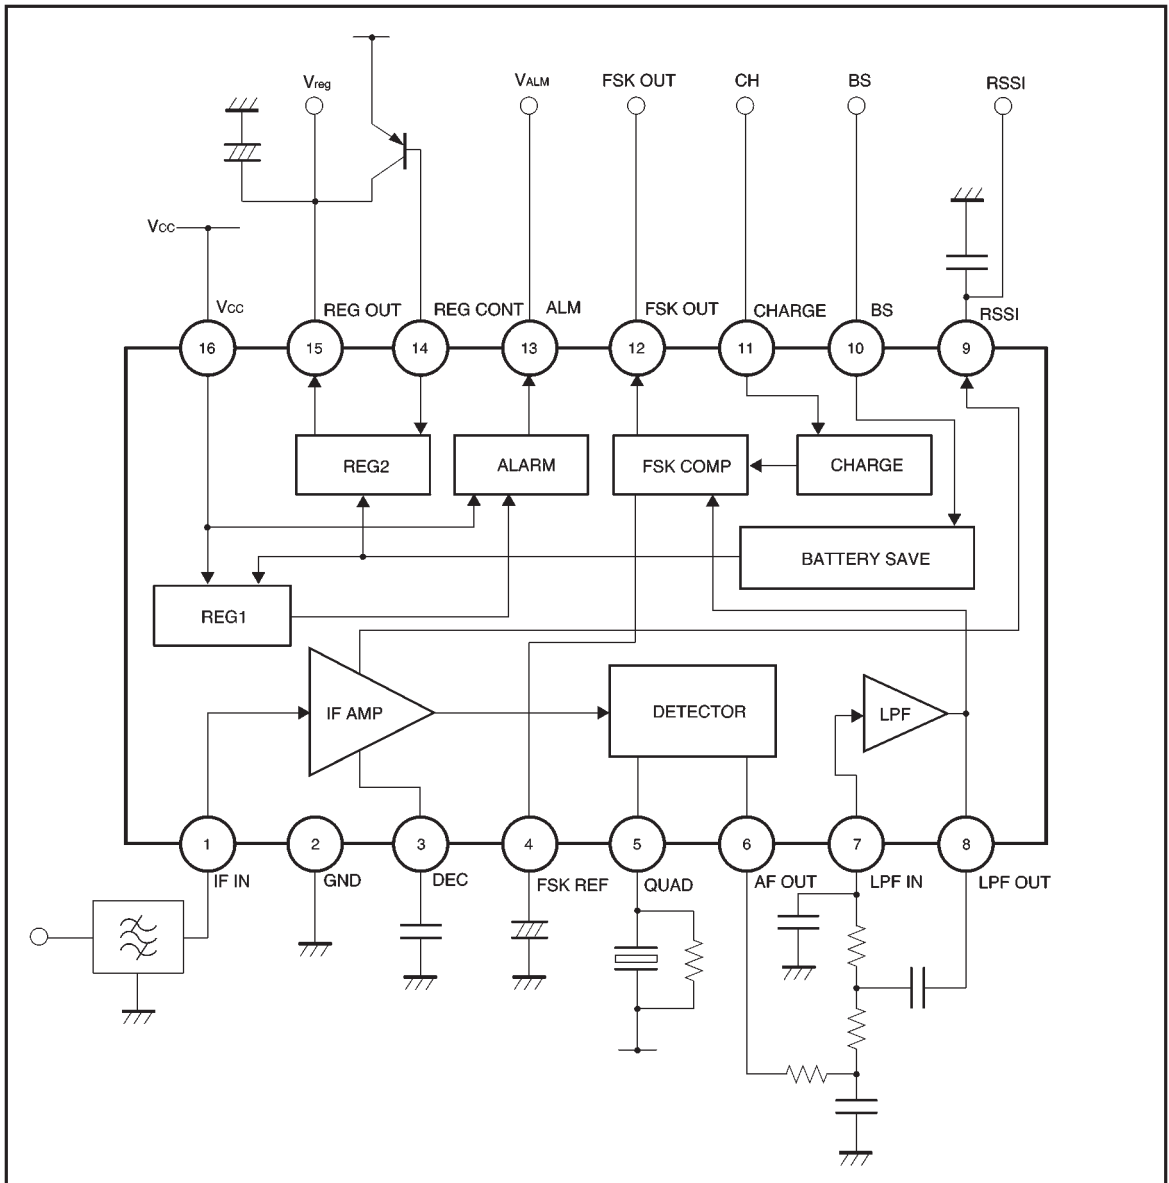 Vreg
VALM
FSK OUT
CH
BS
RSSI
VCC
VCC
REG OUT
REG CONT
ALM
FSK OUT
CHARGE
BS
RSSI
16
15
14
13
12
11
10
9
REG2
ALARM
FSK COMP
CHARGE
BATTERY SAVE
REG1
IF AMP
DETECTOR
LPF
1
2
3
4
5
6
7
8
IF IN
GND
DEC
FSK REF
QUAD
AF OUT
LPF IN
LPF OUT